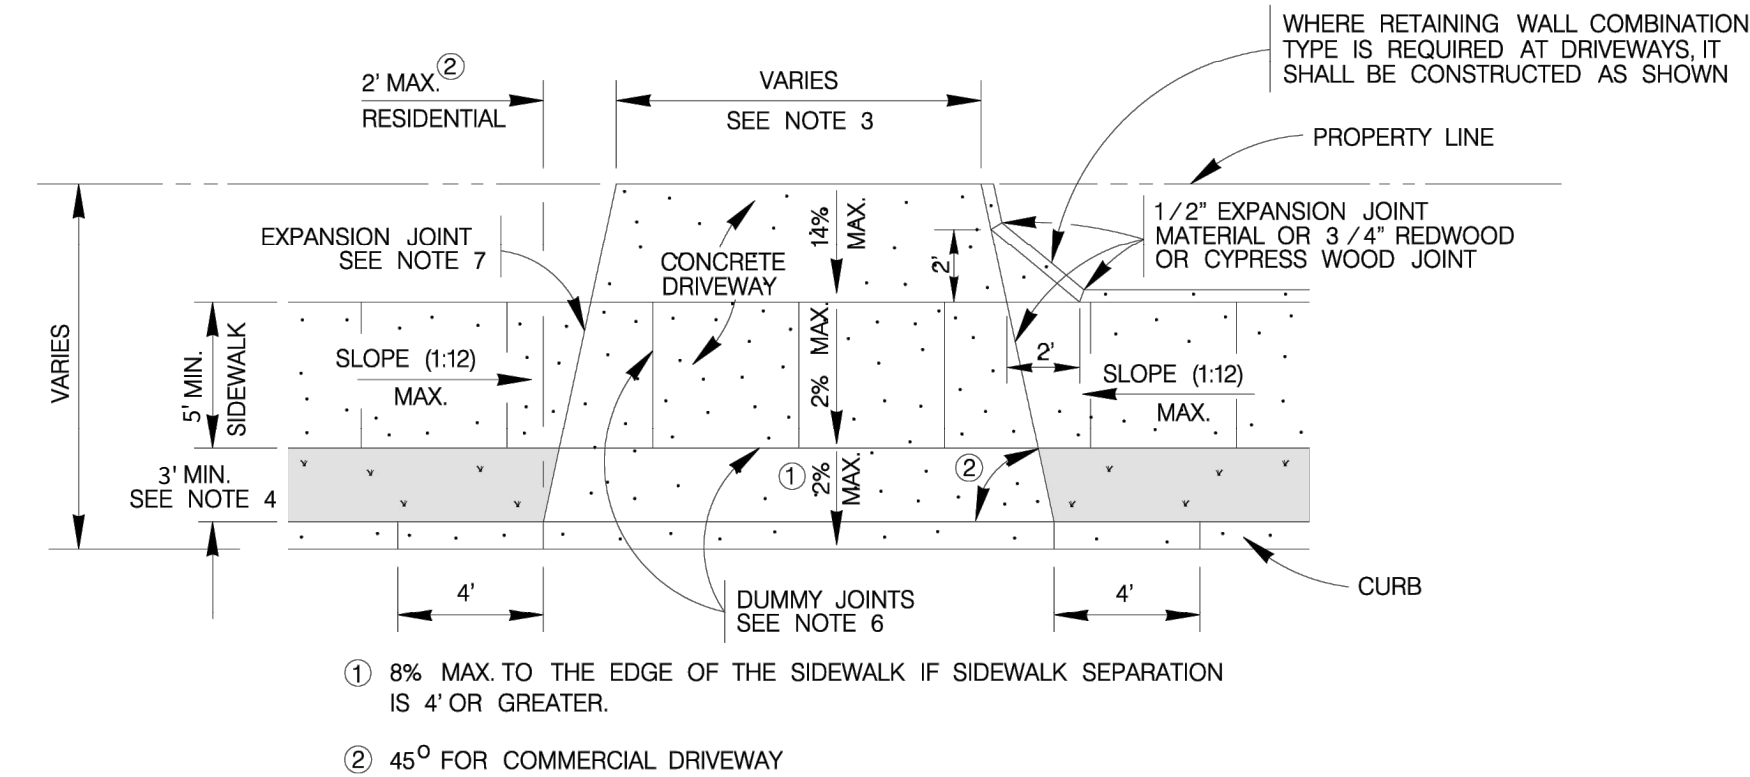 WHERE RETAINING WALL COMBINATION
TYPE IS REQUIRED AT DRIVEWAYS, IT
SHALL BE CONSTRUCTED AS SHOWN
2' MAX. ②
RESIDENTIAL
VARIES
SEE NOTE 3
PROPERTY LINE
EXPANSION JOINT
SEE NOTE 7
CONCRETE
DRIVEWAY
14%
MAX.
2'
1/2" EXPANSION JOINT
MATERIAL OR 3/4" REDWOOD
OR CYPRESS WOOD JOINT
VARIES
5' MIN.
SIDEWALK
SLOPE (1:12)
MAX.
2% MAX.
2'
SLOPE (1:12)
MAX.
3' MIN.
SEE NOTE 4
① 2%
MAX.
②
4'
DUMMY JOINTS
SEE NOTE 6
4'
CURB
① 8% MAX. TO THE EDGE OF THE SIDEWALK IF SIDEWALK SEPARATION
IS 4' OR GREATER.
② 45° FOR COMMERCIAL DRIVEWAY